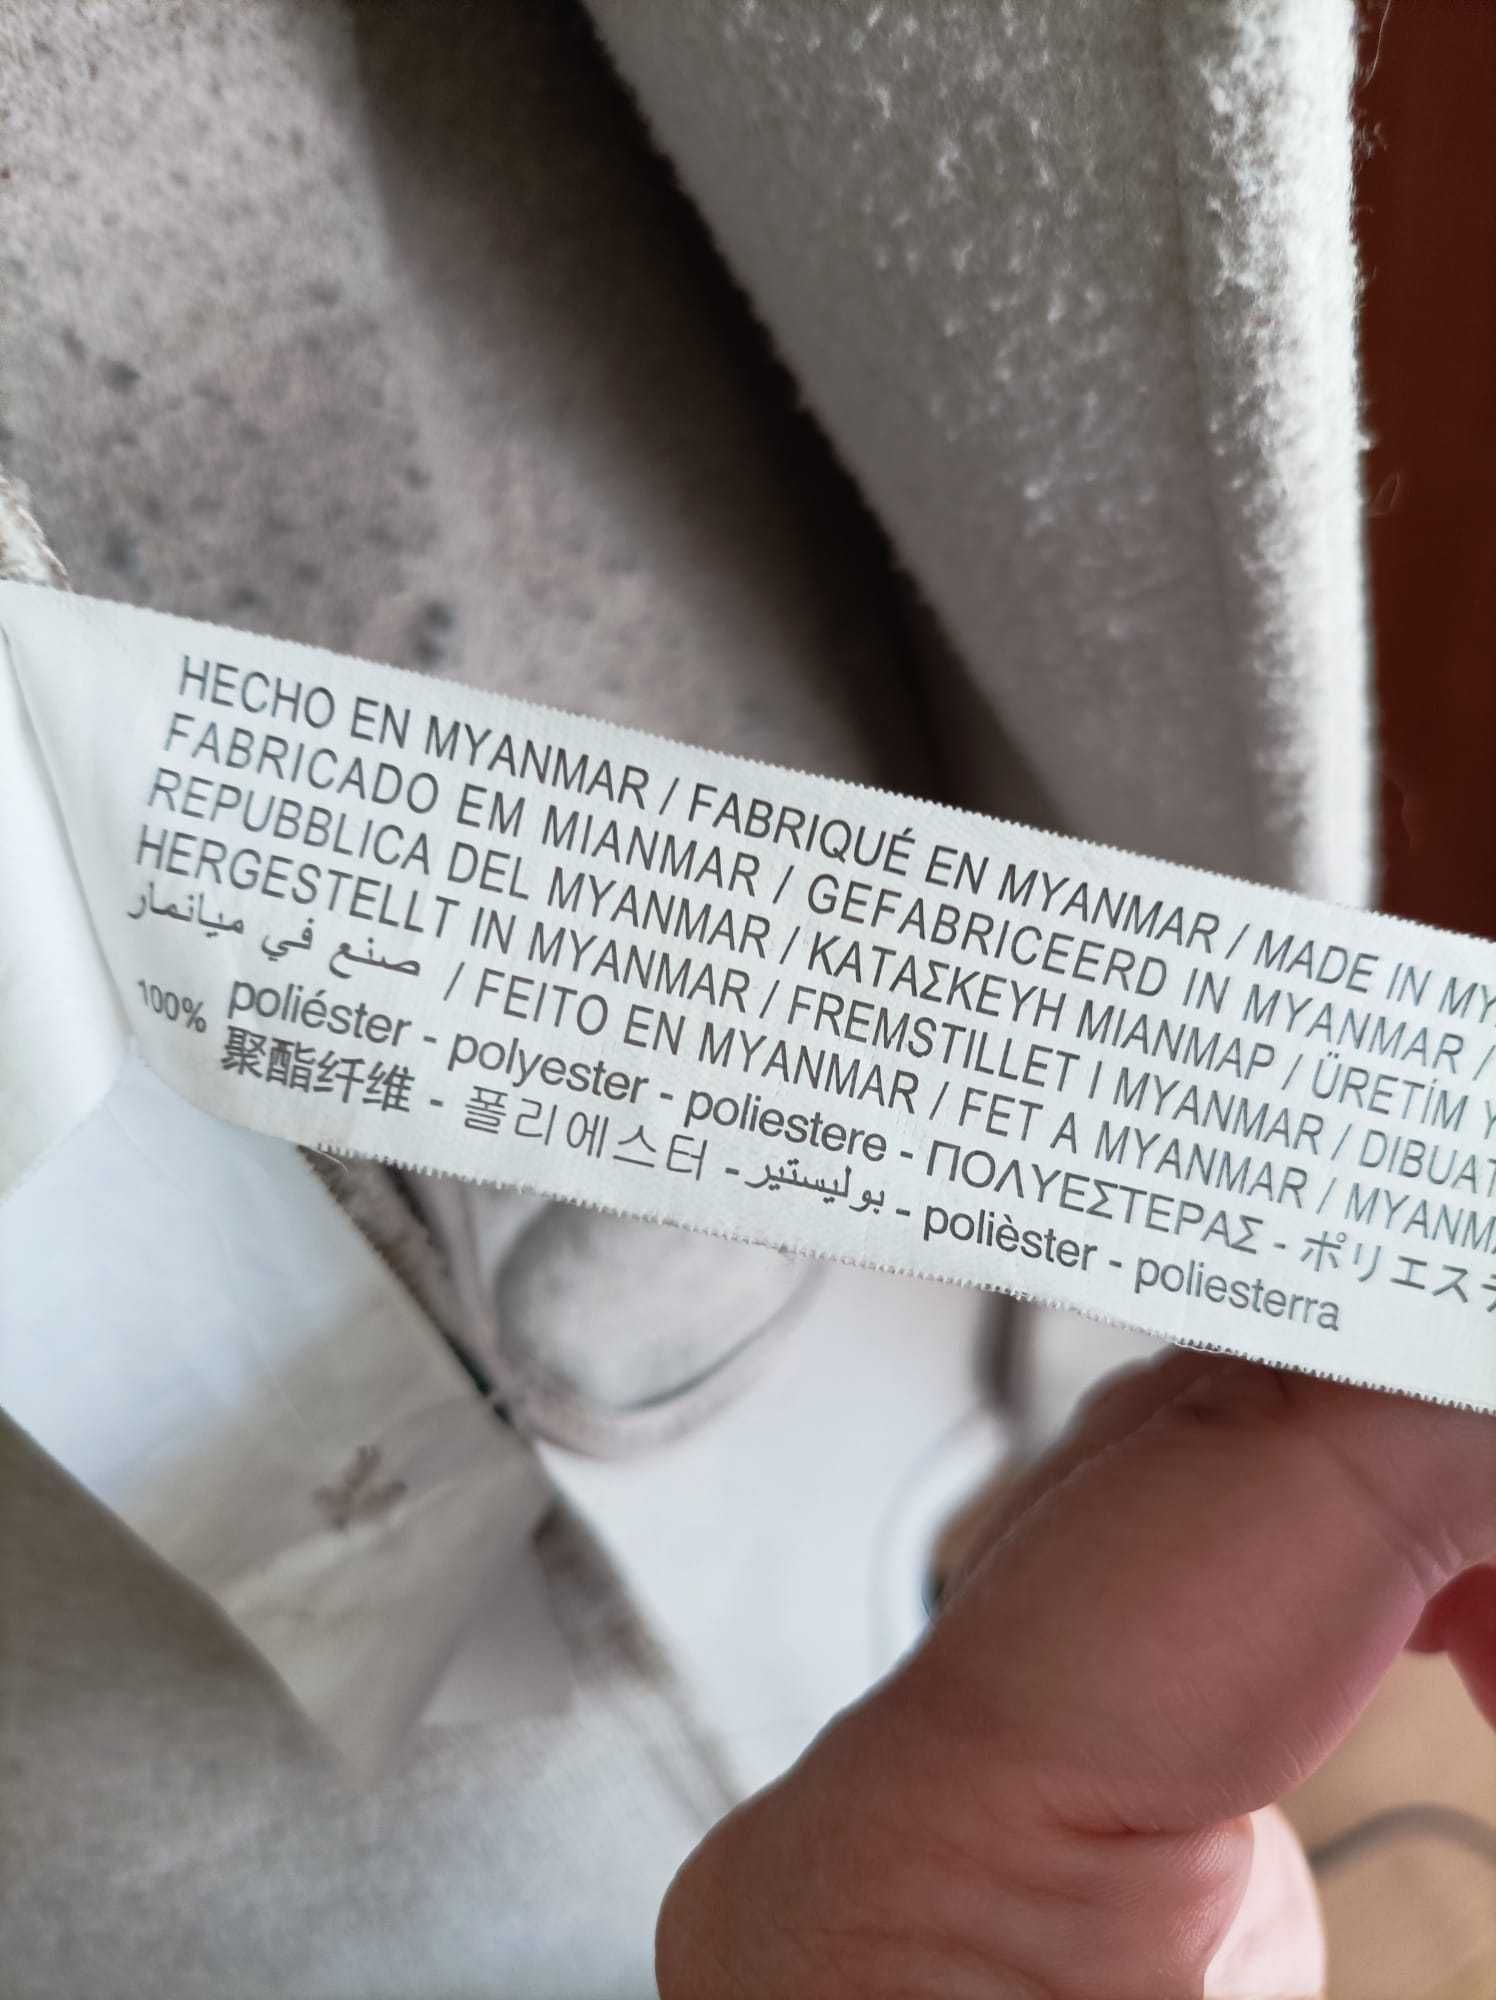 HECHO EN MYANMAR / FABRIQUÉ EN MYANMAR / MADE IN MY
FABRICADO EM MIANMAR / GEFABRICEERD IN MYANMAR /
REPUBBLICA DEL MYANMAR / ΚΑΤΑΣΚΕΥΗ ΜΙΑΝΜΑΡ / ÜRETİM Y
HERGESTELLT IN MYANMAR / FREMSTILLET I MYANMAR / DIBUAT
صنع في ميانمار / FEITO EN MYANMAR / FET A MYANMAR / MYANM
100% poliéster - polyester - poliestere - ΠΟΛΥΕΣΤΕΡΑΣ - ポリエステ
聚酯纤维 - 폴리에스터 - بوليستير - polièster - poliesterra